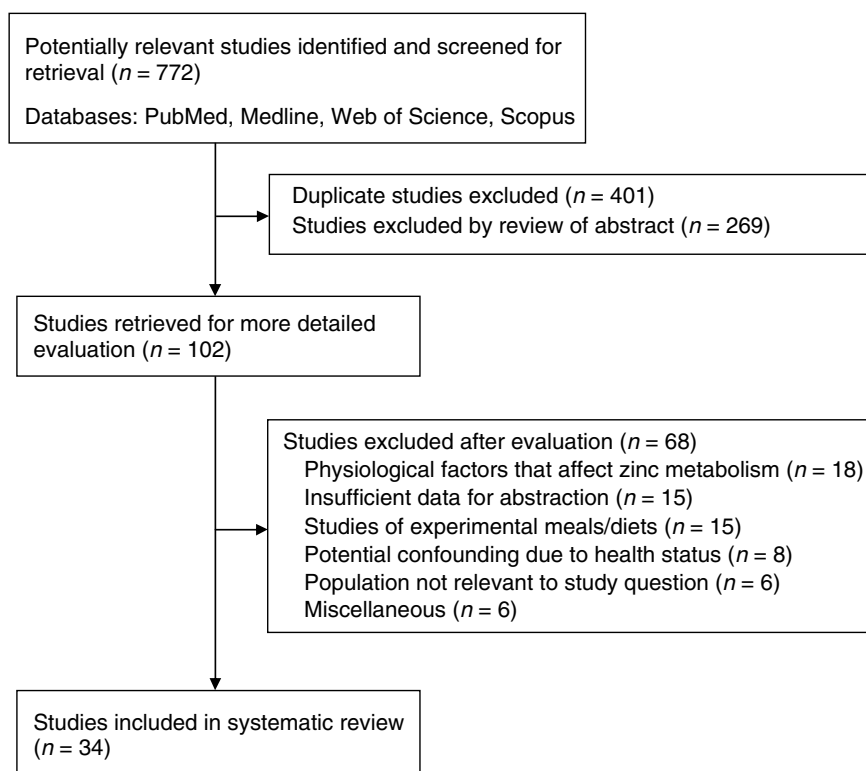 Potentially relevant studies identified and screened for
retrieval (n = 772)
Databases: PubMed, Medline, Web of Science, Scopus
Duplicate studies excluded (n = 401)
Studies excluded by review of abstract (n = 269)
Studies retrieved for more detailed
evaluation (n = 102)
Studies excluded after evaluation (n = 68)
Physiological factors that affect zinc metabolism (n = 18)
Insufficient data for abstraction (n = 15)
Studies of experimental meals/diets (n = 15)
Potential confounding due to health status (n = 8)
Population not relevant to study question (n = 6)
Miscellaneous (n = 6)
Studies included in systematic review
(n = 34)